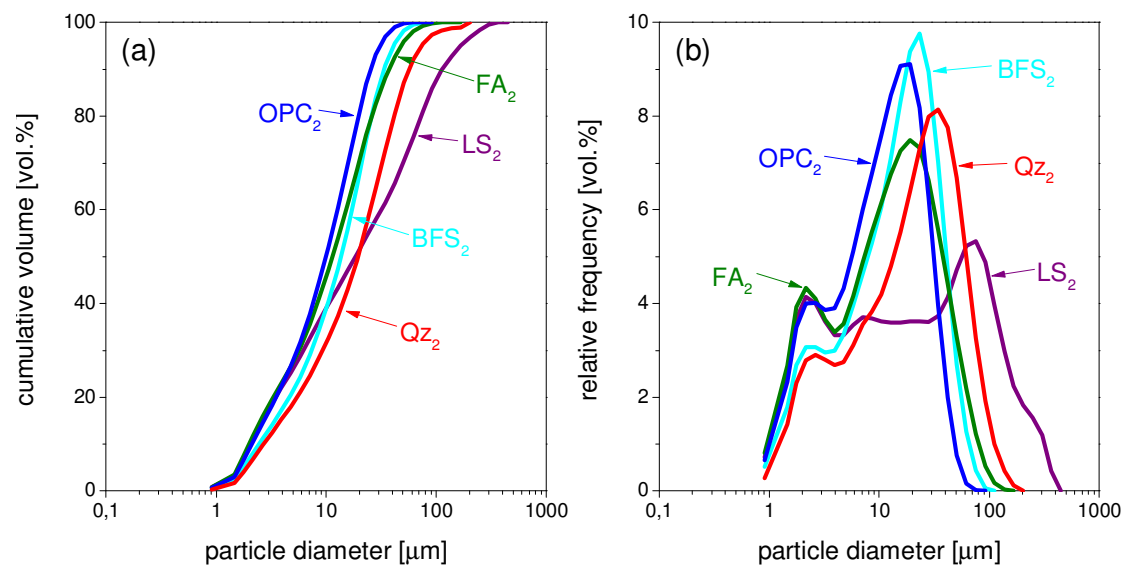 (a)
cumulative volume [vol.%]
100
80
60
40
20
0
OPC₂
FA₂
LS₂
BFS₂
Qz₂
0,1
1
10
100
1000
particle diameter [μm]
(b)
relative frequency [vol.%]
10
8
6
4
2
0
BFS₂
OPC₂
Qz₂
FA₂
LS₂
0,1
1
10
100
1000
particle diameter [μm]